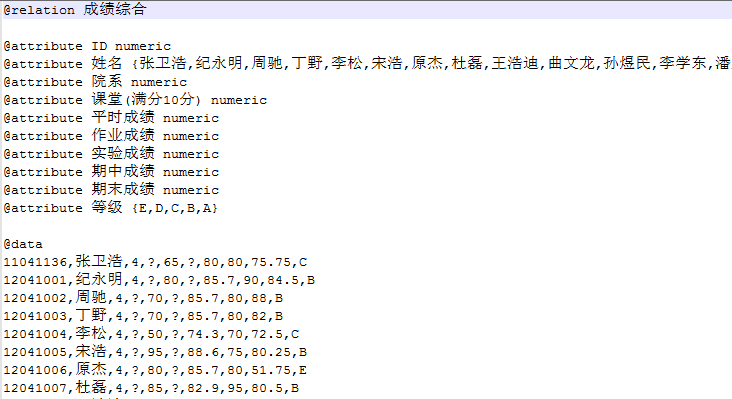 @relation 成绩综合
@attribute ID numeric
@attribute 姓名 {张卫浩,纪永明,周驰,丁野,李松,宋浩,原杰,杜磊,王浩迪,曲文龙,孙煜民,李学东,潘
@attribute 院系 numeric
@attribute 课堂(满分10分) numeric
@attribute 平时成绩 numeric
@attribute 作业成绩 numeric
@attribute 实验成绩 numeric
@attribute 期中成绩 numeric
@attribute 期末成绩 numeric
@attribute 等级 {E,D,C,B,A}
@data
11041136,张卫浩,4,?,65,?,80,80,75.75,C
12041001,纪永明,4,?,80,?,85.7,90,84.5,B
12041002,周驰,4,?,70,?,85.7,80,88,B
12041003,丁野,4,?,70,?,85.7,80,82,B
12041004,李松,4,?,50,?,74.3,70,72.5,C
12041005,宋浩,4,?,95,?,88.6,75,80.25,B
12041006,原杰,4,?,80,?,85.7,80,51.75,E
12041007,杜磊,4,?,85,?,82.9,95,80.5,B